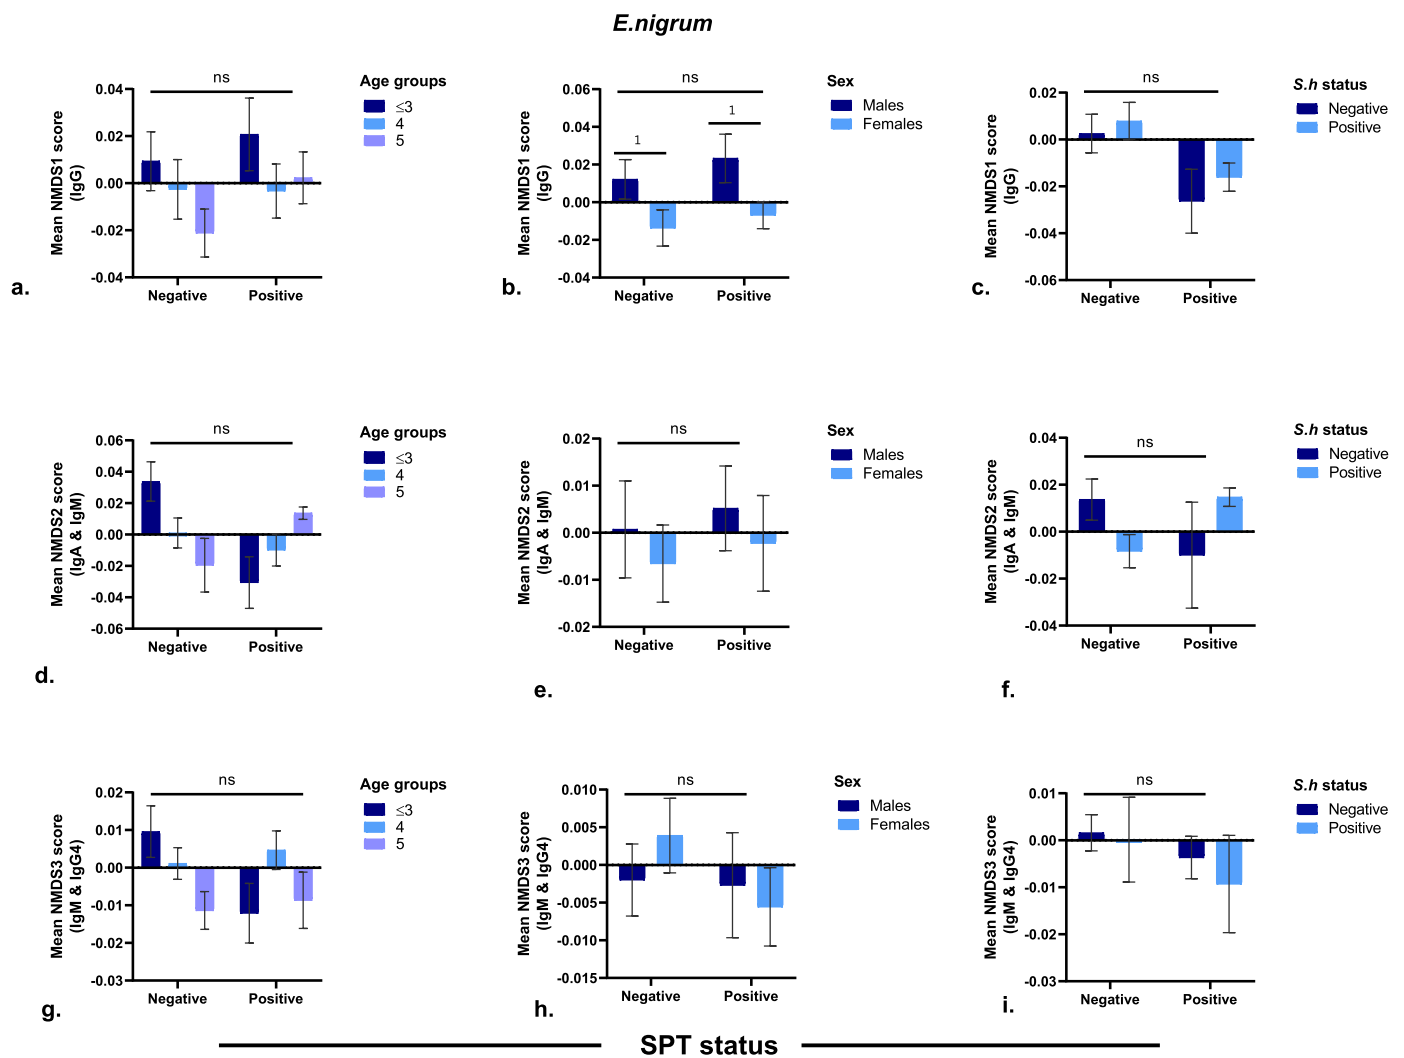 E.nigrum
ns
Age groups
≤3
4
5
0.04
0.02
0.00
-0.02
-0.04
Mean NMDS1 score
(IgG)
Negative
Positive
a.
ns
1
1
Sex
Males
Females
0.06
0.04
0.02
0.00
-0.02
-0.04
Mean NMDS1 score
(IgG)
Negative
Positive
b.
ns
S.h status
Negative
Positive
0.02
0.00
-0.02
-0.04
-0.06
Mean NMDS1 score
(IgG)
Negative
Positive
c.
ns
Age groups
≤3
4
5
0.06
0.04
0.02
0.00
-0.02
-0.04
-0.06
Mean NMDS2 score
(IgA & IgM)
Negative
Positive
d.
ns
Sex
Males
Females
0.02
0.01
0.00
-0.01
-0.02
Mean NMDS2 score
(IgA & IgM)
Negative
Positive
e.
ns
S.h status
Negative
Positive
0.04
0.02
0.00
-0.02
-0.04
Mean NMDS2 score
(IgA & IgM)
Negative
Positive
f.
ns
Age groups
≤3
4
5
0.02
0.01
0.00
-0.01
-0.02
-0.03
Mean NMDS3 score
(IgM & IgG4)
Negative
Positive
g.
ns
Sex
Males
Females
0.010
0.005
0.000
-0.005
-0.010
-0.015
Mean NMDS3 score
(IgM & IgG4)
Negative
Positive
h.
ns
S.h status
Negative
Positive
0.01
0.00
-0.01
-0.02
-0.03
Mean NMDS3 score
(IgM & IgG4)
Negative
Positive
i.
SPT status